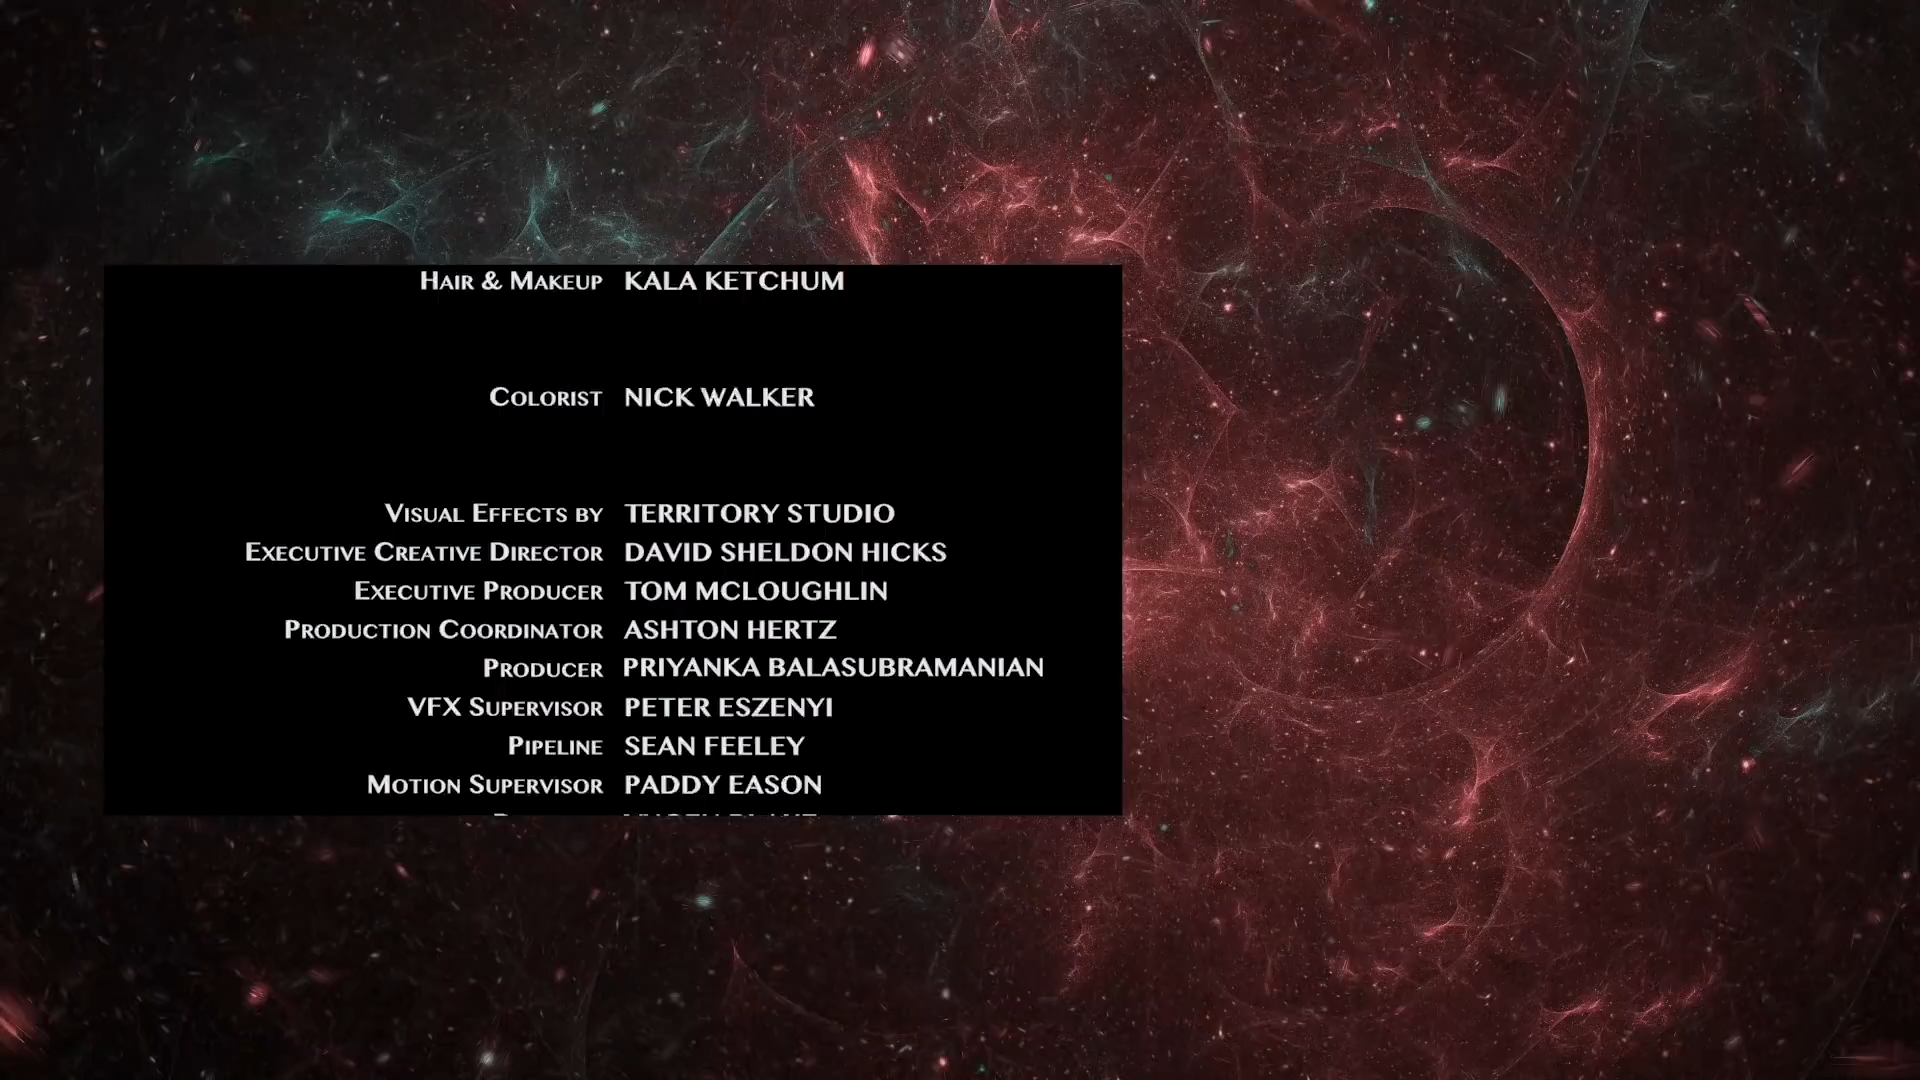 Hair & Makeup KALA KETCHUM
Colorist NICK WALKER
Visual Effects by TERRITORY STUDIO
Executive Creative Director DAVID SHELDON HICKS
Executive Producer TOM MCLOUGHLIN
Production Coordinator ASHTON HERTZ
Producer PRIYANKA BALASUBRAMANIAN
VFX Supervisor PETER ESZENYI
Pipeline SEAN FEELEY
Motion Supervisor PADDY EASON